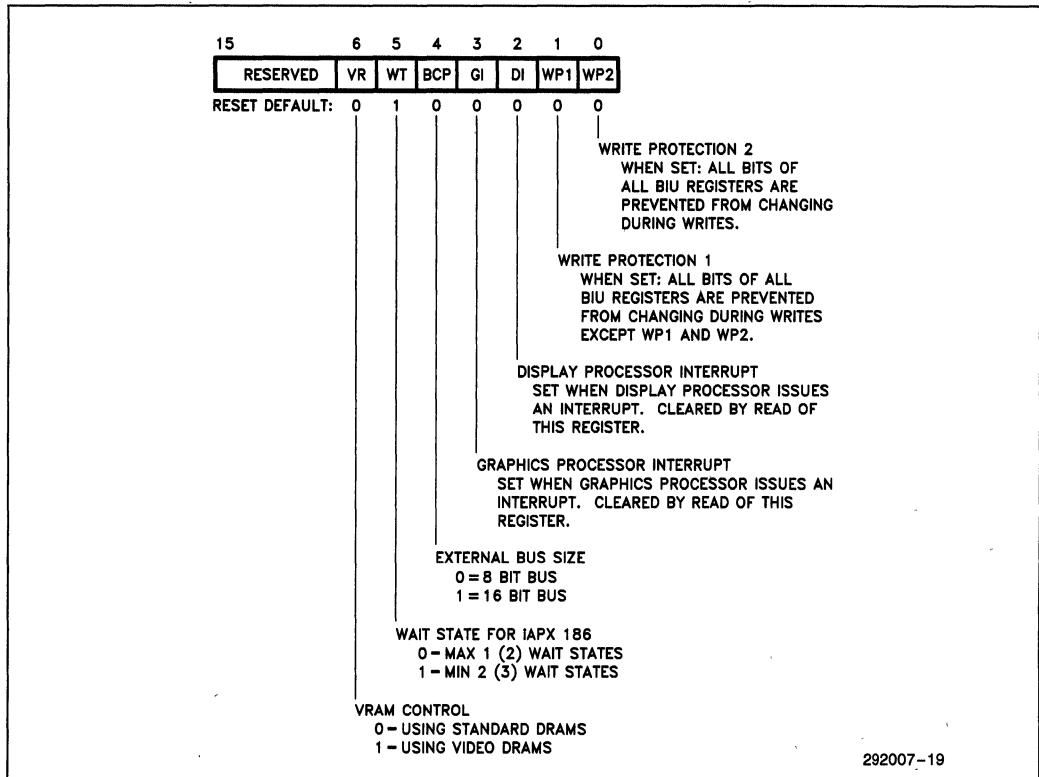 15 6 5 4 3 2 1 0
RESERVED VR WT BCP GI DI WP1 WP2
RESET DEFAULT: 0 1 0 0 0 0 0
WRITE PROTECTION 2
WHEN SET: ALL BITS OF
ALL BIU REGISTERS ARE
PREVENTED FROM CHANGING
DURING WRITES.
WRITE PROTECTION 1
WHEN SET: ALL BITS OF ALL
BIU REGISTERS ARE PREVENTED
FROM CHANGING DURING WRITES
EXCEPT WP1 AND WP2.
DISPLAY PROCESSOR INTERRUPT
SET WHEN DISPLAY PROCESSOR ISSUES
AN INTERRUPT. CLEARED BY READ OF
THIS REGISTER.
GRAPHICS PROCESSOR INTERRUPT
SET WHEN GRAPHICS PROCESSOR ISSUES AN
INTERRUPT. CLEARED BY READ OF THIS
REGISTER.
EXTERNAL BUS SIZE
0 = 8 BIT BUS
1 = 16 BIT BUS
WAIT STATE FOR IAPX 186
0 – MAX 1 (2) WAIT STATES
1 – MIN 2 (3) WAIT STATES
VRAM CONTROL
0 – USING STANDARD DRAMS
1 – USING VIDEO DRAMS
292007–19